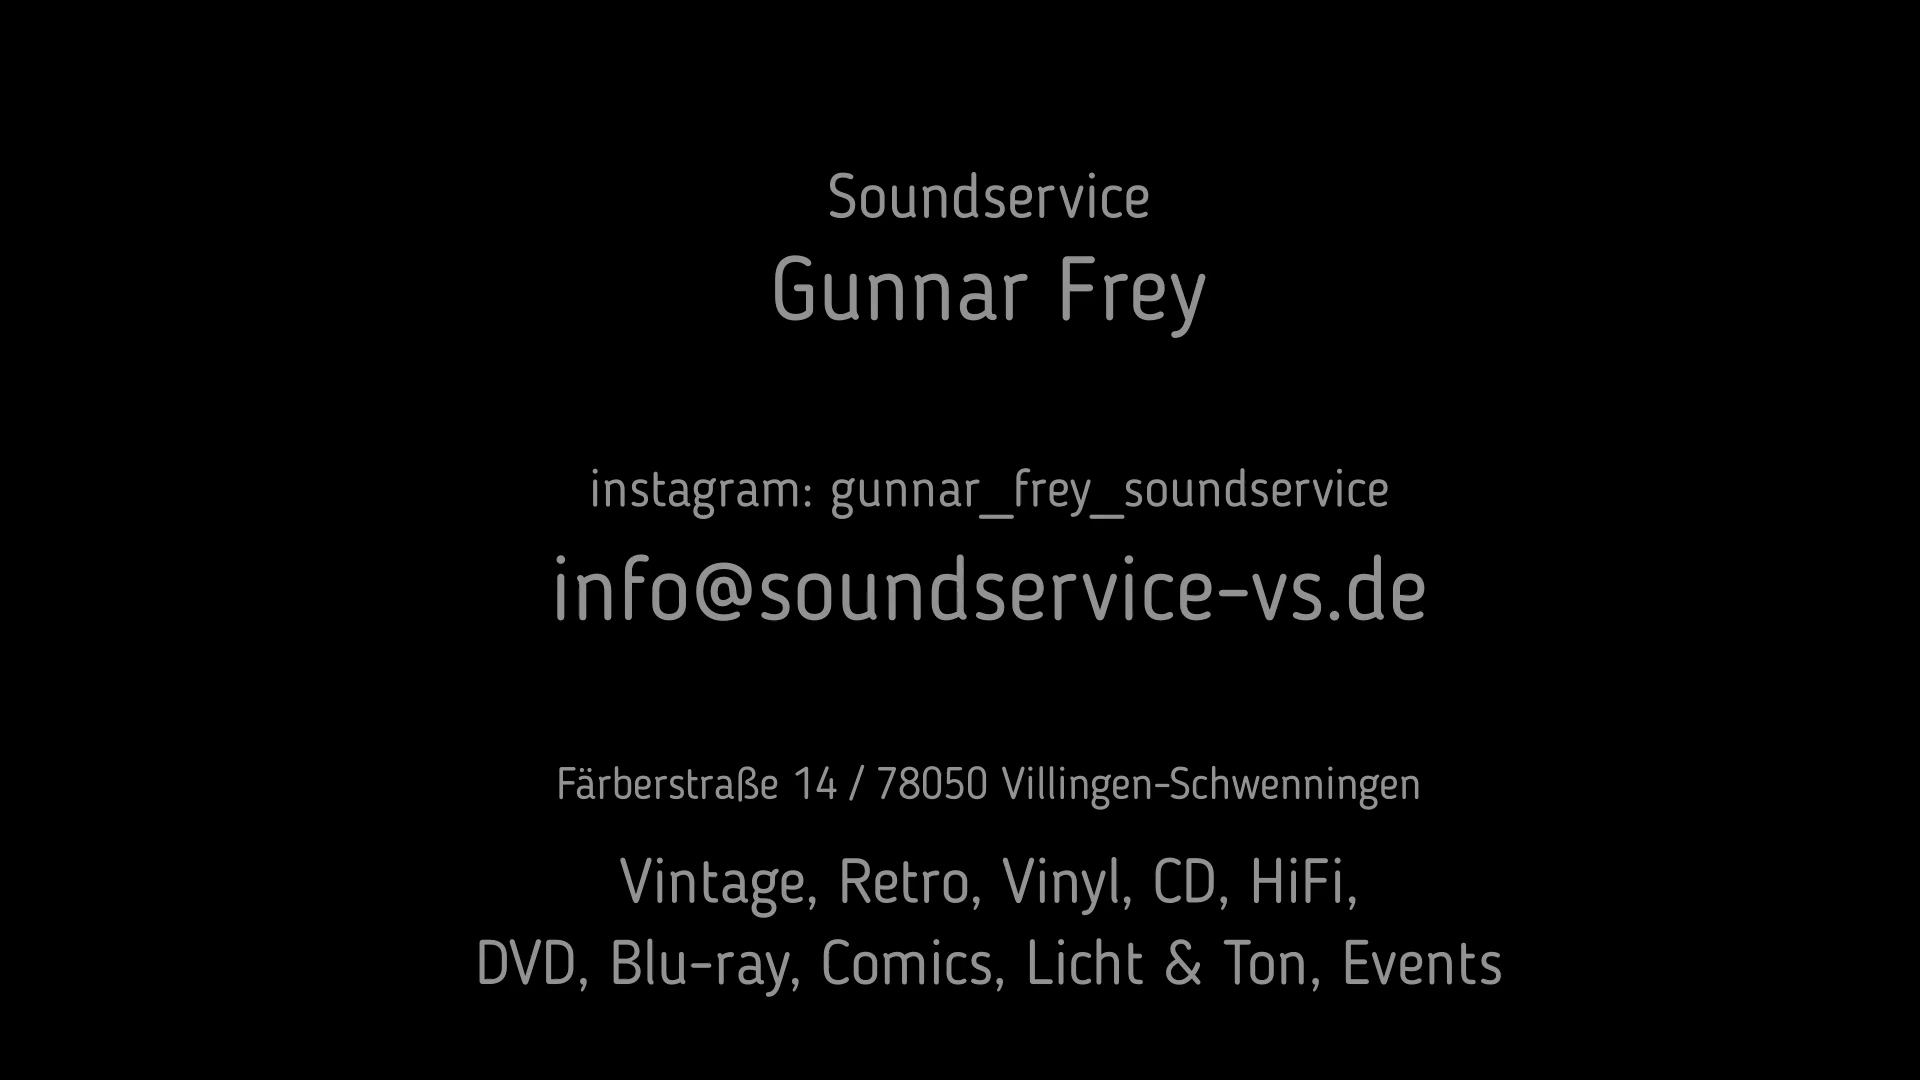 Soundservice
Gunnar Frey
instagram: gunnar_frey_soundservice
info@soundservice-vs.de
Färberstraße 14 / 78050 Villingen-Schwenningen
Vintage, Retro, Vinyl, CD, HiFi,
DVD, Blu-ray, Comics, Licht & Ton, Events